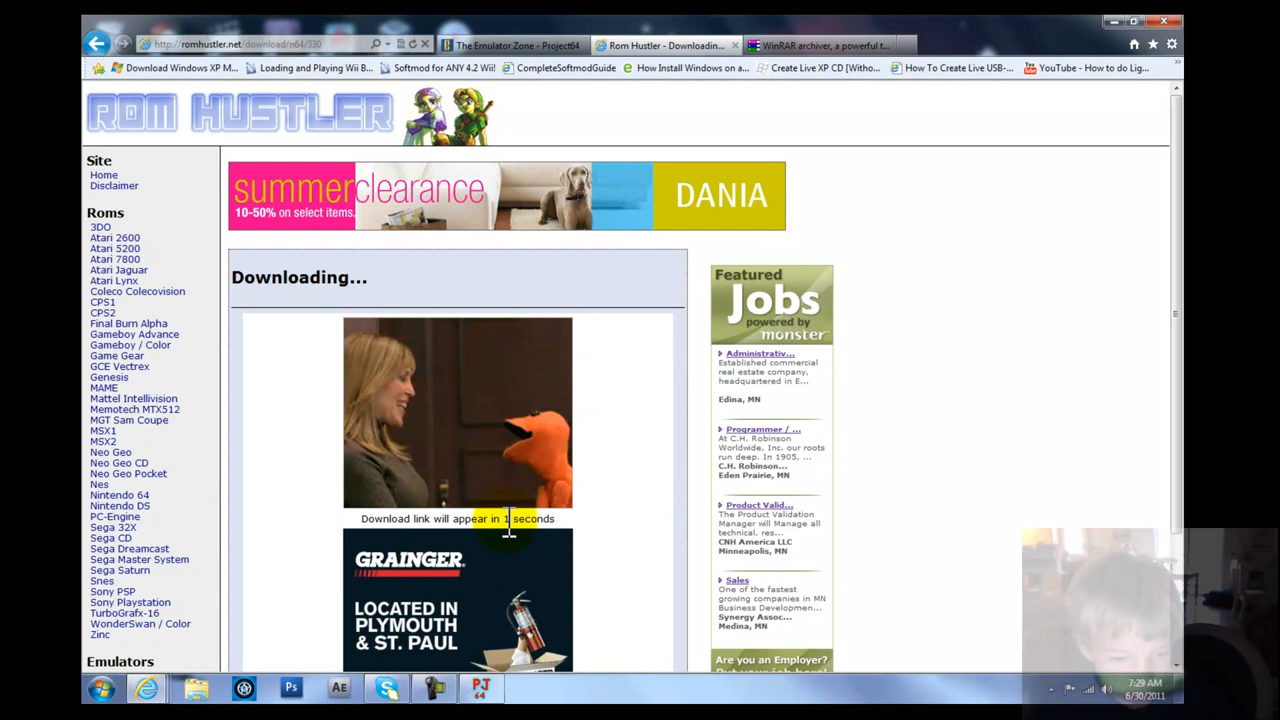 http://romhustler.net/download/n64/330
The Emulator Zone - Project64
Rom Hustler - Downloadin...
WinRAR archiver, a powerful t...
Download Windows XP M...
Loading and Playing Wii B...
Softmod for ANY 4.2 Wii!
CompleteSoftmodGuide
How Install Windows on a...
Create Live XP CD [Witho...
How To Create Live USB-...
YouTube - How to do Lig...
ROM HUSTLER
Site
Home
Disclaimer
Roms
3DO
Atari 2600
Atari 5200
Atari 7800
Atari Jaguar
Atari Lynx
Coleco Colecovision
CPS1
CPS2
Final Burn Alpha
Gameboy Advance
Gameboy / Color
Game Gear
GCE Vectrex
Genesis
MAME
Mattel Intellivision
Memotech MTX512
MGT Sam Coupe
MSX1
MSX2
Neo Geo
Neo Geo CD
Neo Geo Pocket
Nes
Nintendo 64
Nintendo DS
PC-Engine
Sega 32X
Sega CD
Sega Dreamcast
Sega Master System
Sega Saturn
Snes
Sony PSP
Sony Playstation
TurboGrafx-16
WonderSwan / Color
Zinc
Emulators
summerclearance
10-50% on select items.
DANIA
Downloading...
Download link will appear in 1 seconds
GRAINGER
LOCATED IN
PLYMOUTH
& ST. PAUL
Featured
Jobs
powered by
monster
Administrativ...
Established commercial
real estate company,
headquartered in E...
Edina, MN
Programmer / ...
At C.H. Robinson
Worldwide, Inc. our roots
run deep. In 1905, ...
C.H. Robinson...
Eden Prairie, MN
Product Valid...
The Product Validation
Manager will Manage all
technical, res...
CNH America LLC
Minneapolis, MN
Sales
One of the fastest
growing companies in MN
Business Developmen...
Synergy Assoc...
Medina, MN
Are you an Employer?
Ps
AE
PJ
64
7:29 AM
6/30/2011